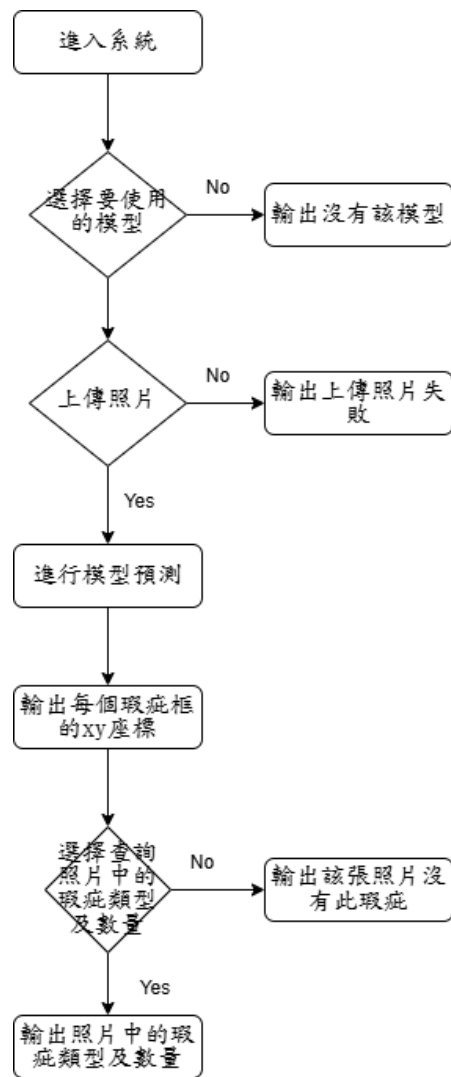 進入系統
選擇要使用
的模型
No
輸出沒有該模型
上傳照片
No
輸出上傳照片失
敗
Yes
進行模型預測
輸出每個瑕疵框
的xy座標
選擇查詢
照片中的
瑕疵類型
及數量
No
輸出該張照片沒
有此瑕疵
Yes
輸出照片中的瑕
疵類型及數量